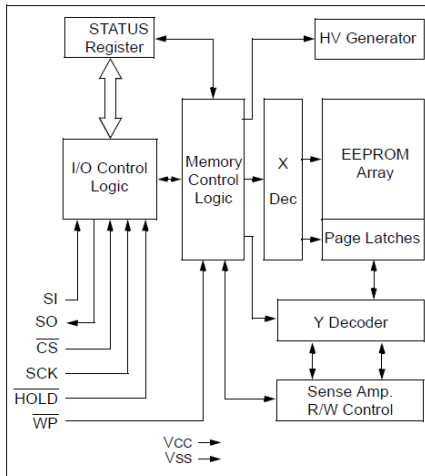 STATUS
Register
HV Generator
I/O Control
Logic
Memory
Control
Logic
X
Dec
EEPROM
Array
Page Latches
SI
SO
CS
SCK
HOLD
WP
Y Decoder
Sense Amp.
R/W Control
VCC
VSS